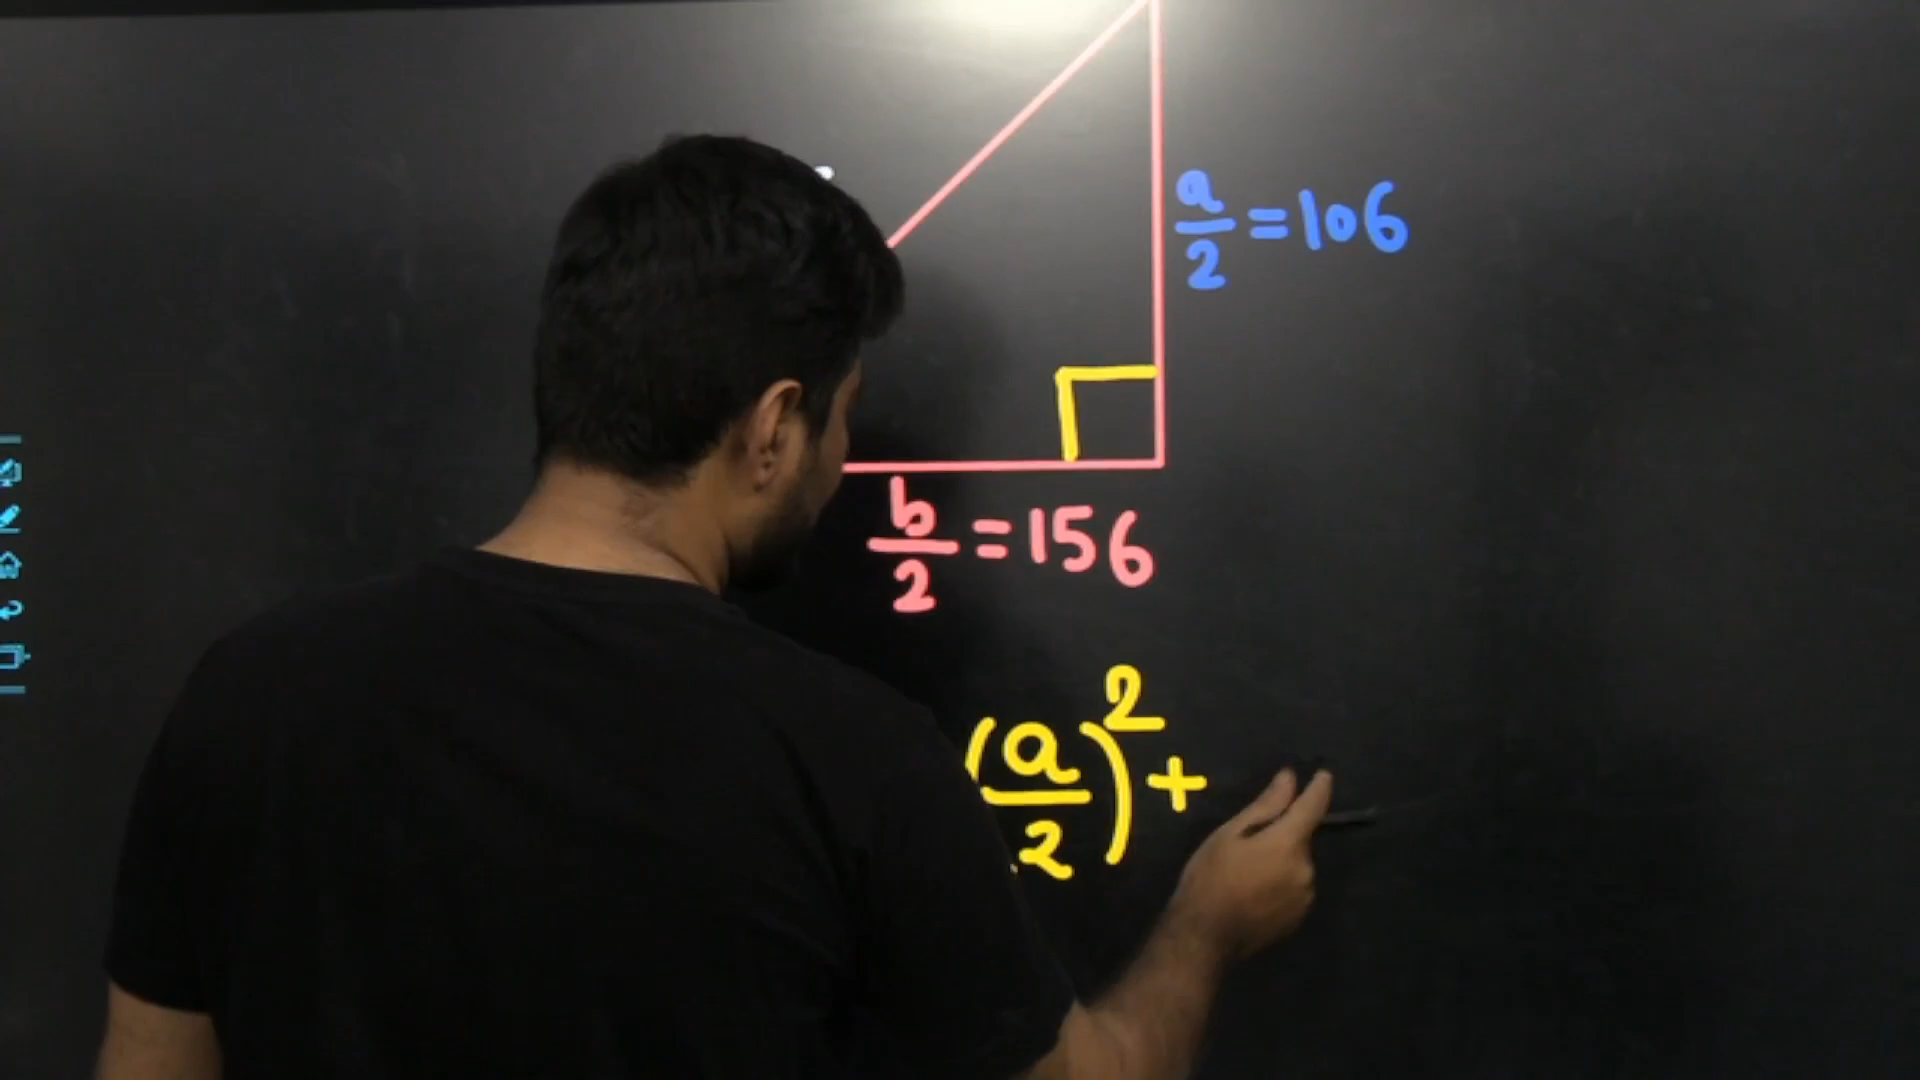 a/2 = 106
b/2 = 156
(a/2)² +